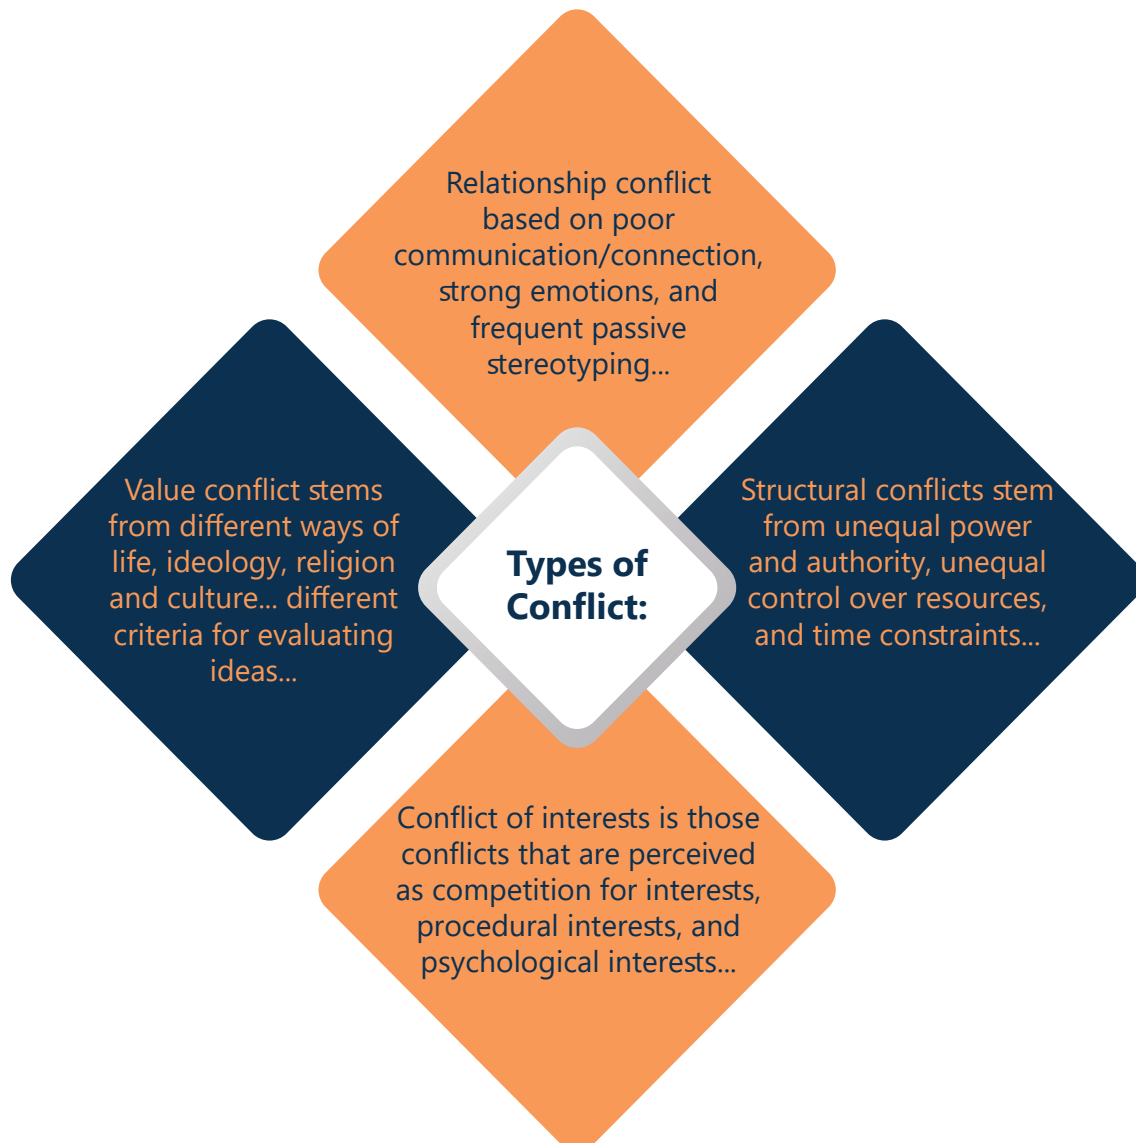 Relationship conflict
based on poor
communication/connection,
strong emotions, and
frequent passive
stereotyping...
Value conflict stems
from different ways of
life, ideology, religion
and culture... different
criteria for evaluating
ideas...
Types of
Conflict:
Structural conflicts stem
from unequal power
and authority, unequal
control over resources,
and time constraints...
Conflict of interests is those
conflicts that are perceived
as competition for interests,
procedural interests, and
psychological interests...